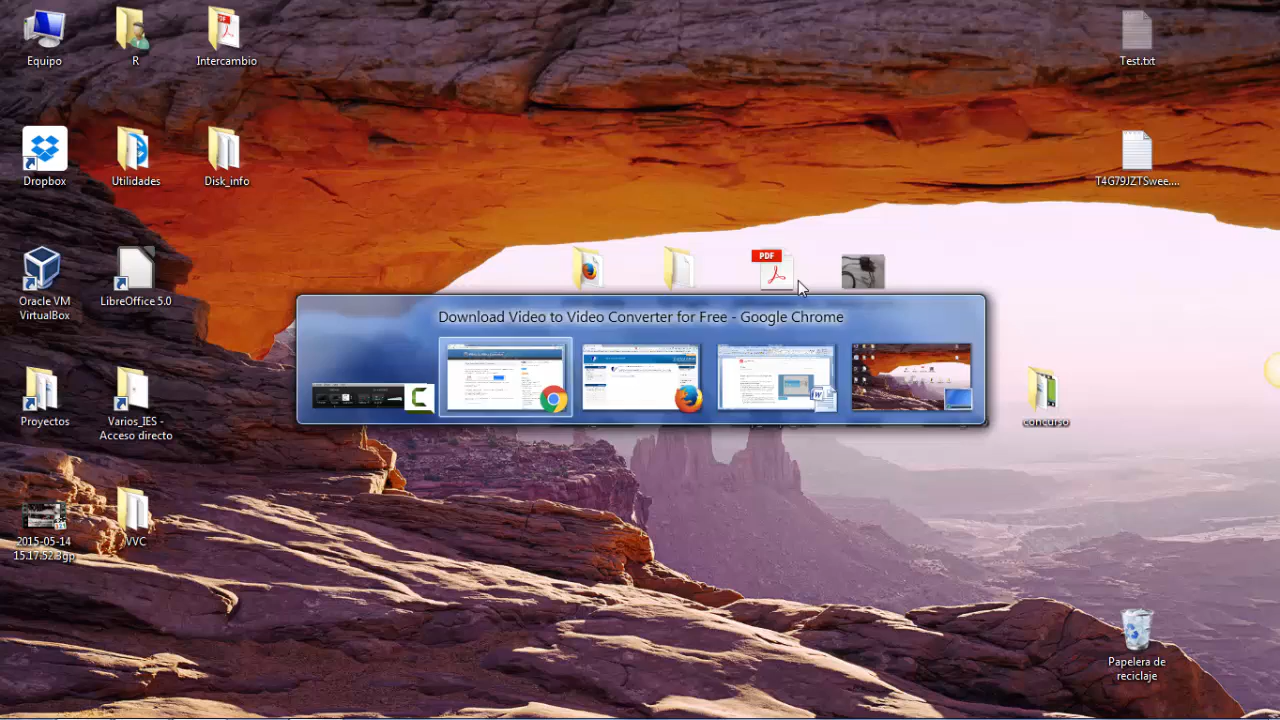 Equipo
R
Intercambio
Test.txt
Dropbox
Utilidades
Disk_info
T4G79JZTSwee....
Oracle VM
VirtualBox
LibreOffice 5.0
PDF
Download Video to Video Converter for Free - Google Chrome
Proyectos
Varios_IES -
Acceso directo
concurso
2015-05-14
15.17.52.3gp
VVC
Papelera de
reciclaje